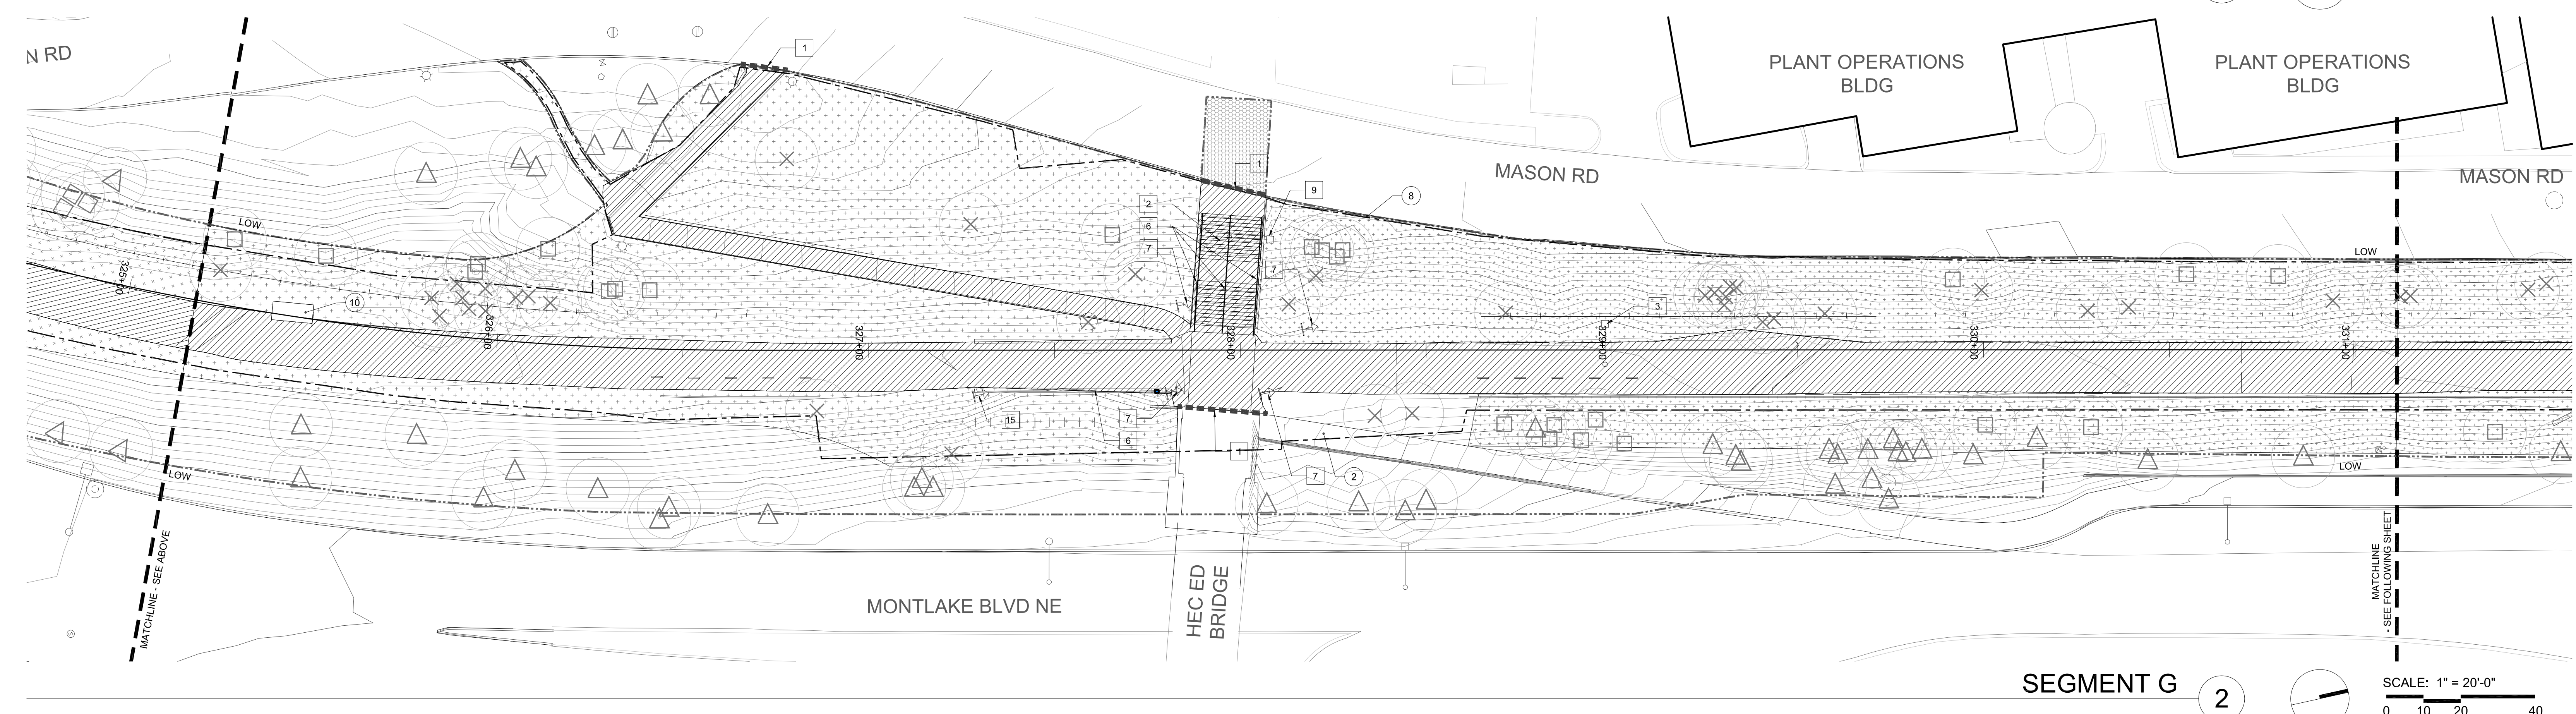 N RD
1
PLANT OPERATIONS
BLDG
PLANT OPERATIONS
BLDG
1
9
MASON RD
MASON RD
8
2
6
7
LOW
7
LOW
325+00
10
326+00
327+00
328+00
3
329+00
330+00
331+00
15
7
6
1
7
2
LOW
LOW
MATCHLINE - SEE ABOVE
MONTLAKE BLVD NE
HEC ED
BRIDGE
MATCHLINE
- SEE FOLLOWING SHEET
SEGMENT G
2
SCALE: 1" = 20'-0"
0 10 20 40